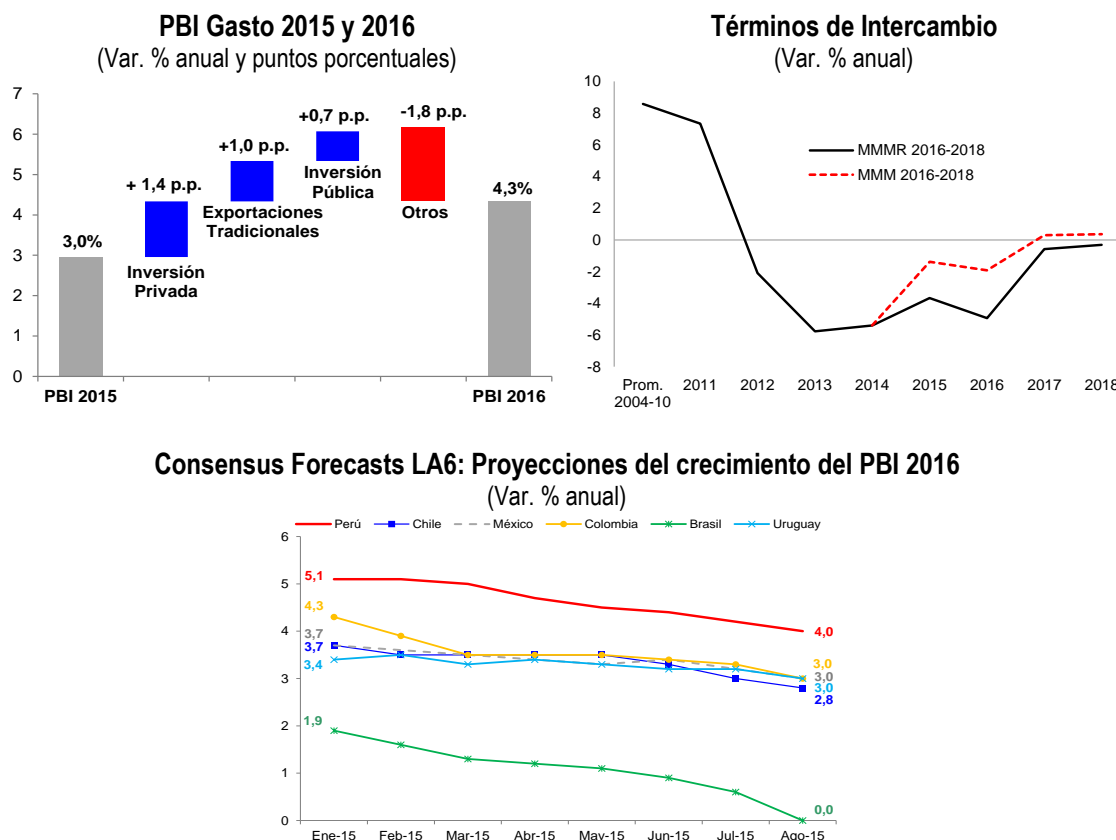 PBI Gasto 2015 y 2016
(Var. % anual y puntos porcentuales)
7
6
5
4
3
2
1
0
3,0%
+ 1,4 p.p.
Inversión
Privada
+1,0 p.p.
Exportaciones
Tradicionales
+0,7 p.p.
Inversión
Pública
-1,8 p.p.
Otros
4,3%
PBI 2015
PBI 2016
Términos de Intercambio
(Var. % anual)
10
8
6
4
2
0
-2
-4
-6
-8
MMMR 2016-2018
MMM 2016-2018
Prom.
2004-10
2011
2012
2013
2014
2015
2016
2017
2018
Consensus Forecasts LA6: Proyecciones del crecimiento del PBI 2016
(Var. % anual)
Perú
Chile
México
Colombia
Brasil
Uruguay
6
5
4
3
2
1
0
5,1
4,3
3,7
3,7
3,4
1,9
4,0
3,0
3,0
3,0
2,8
0,0
Ene-15
Feb-15
Mar-15
Abr-15
May-15
Jun-15
Jul-15
Ago-15